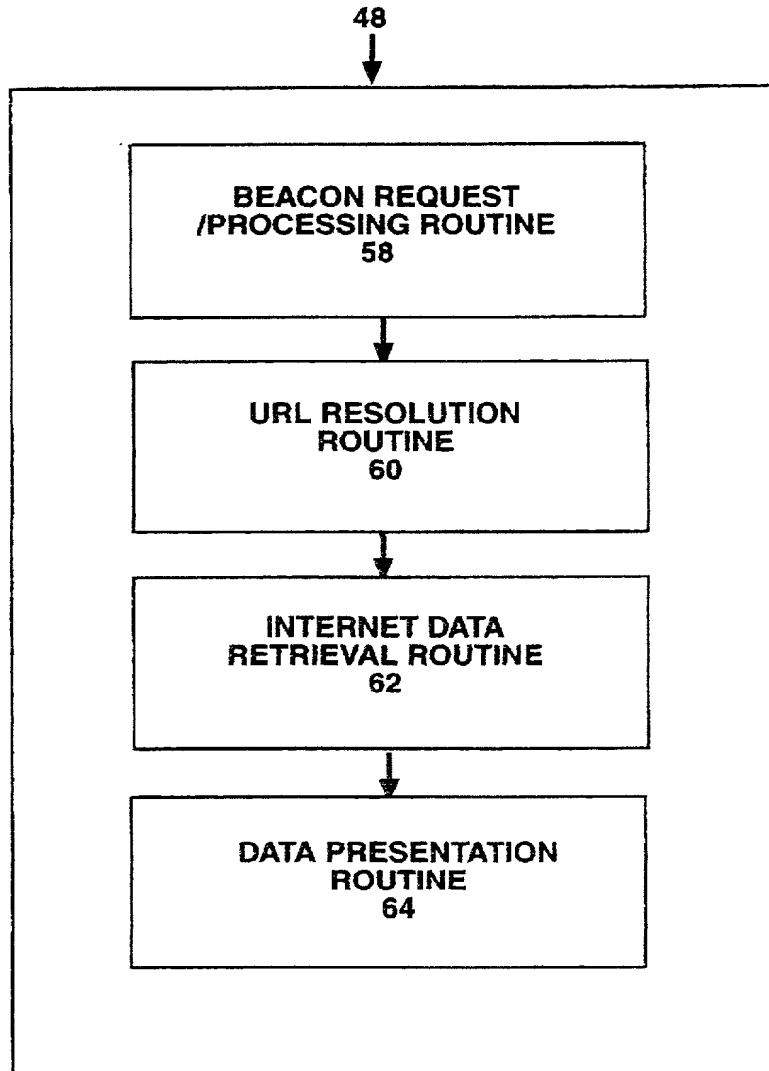 48
BEACON REQUEST
/PROCESSING ROUTINE
58
URL RESOLUTION
ROUTINE
60
INTERNET DATA
RETRIEVAL ROUTINE
62
DATA PRESENTATION
ROUTINE
64